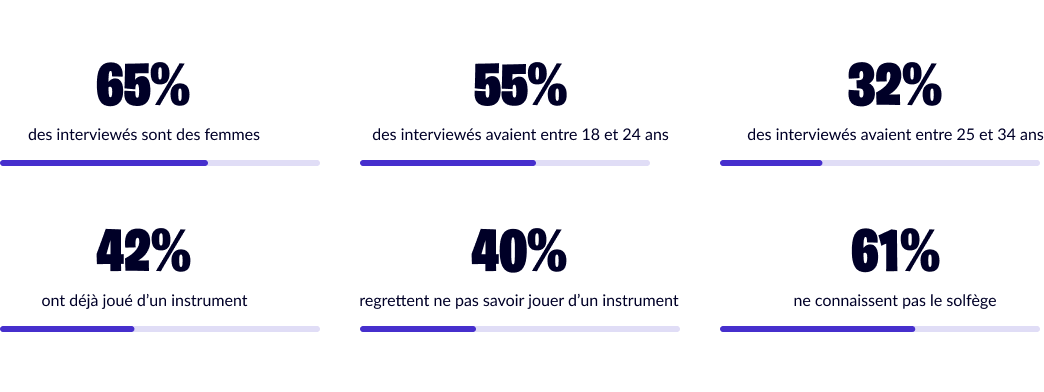 65%
des interviewés sont des femmes
55%
des interviewés avaient entre 18 et 24 ans
32%
des interviewés avaient entre 25 et 34 ans
42%
ont déjà joué d’un instrument
40%
regrettent ne pas savoir jouer d’un instrument
61%
ne connaissent pas le solfège